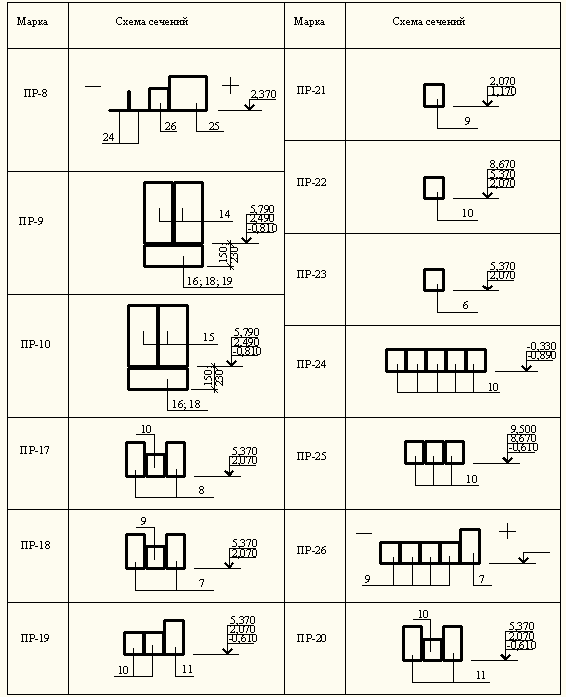 Марка Схема сечений
ПР-8
— +
2,370
24 26 25
ПР-9
14
5,790
2,490
-0,810
150 230
16; 18; 19
ПР-10
15
5,790
2,490
-0,810
150 230
16; 18
ПР-17
10
5,370
2,070
8
ПР-18
9
5,370
2,070
7
ПР-19
5,370
2,070
-0,610
10 11
Марка Схема сечений
ПР-21
2,070
1,170
9
ПР-22
8,670
5,370
2,070
10
ПР-23
5,370
2,070
6
ПР-24
-0,330
-0,890
10
ПР-25
9,500
8,670
-0,610
10
ПР-26
— +
9 7
ПР-20
10
5,370
2,070
-0,610
11